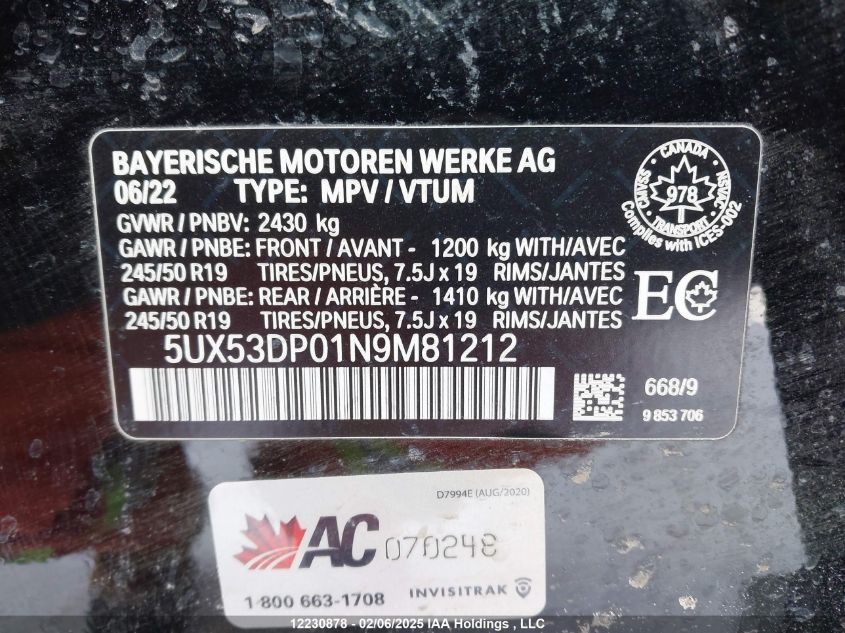 BAYERISCHE MOTOREN WERKE AG
06/22 TYPE: MPV / VTUM
GVWR / PNBV: 2430 kg
GAWR / PNBE: FRONT / AVANT - 1200 kg WITH/AVEC
245/50 R19 TIRES/PNEUS, 7.5J x 19 RIMS/JANTES
GAWR / PNBE: REAR / ARRIÈRE - 1410 kg WITH/AVEC
245/50 R19 TIRES/PNEUS, 7.5J x 19 RIMS/JANTES
5UX53DP01N9M81212
CANADA
CMVSS
978
NSVAC
TRANSPORT
Complies with ICES-002
EC
668/9
9 853 706
D7994E (AUG/2020)
AC 070248
1 800 663-1708
INVISITRAK
12230878 - 02/06/2025 IAA Holdings , LLC